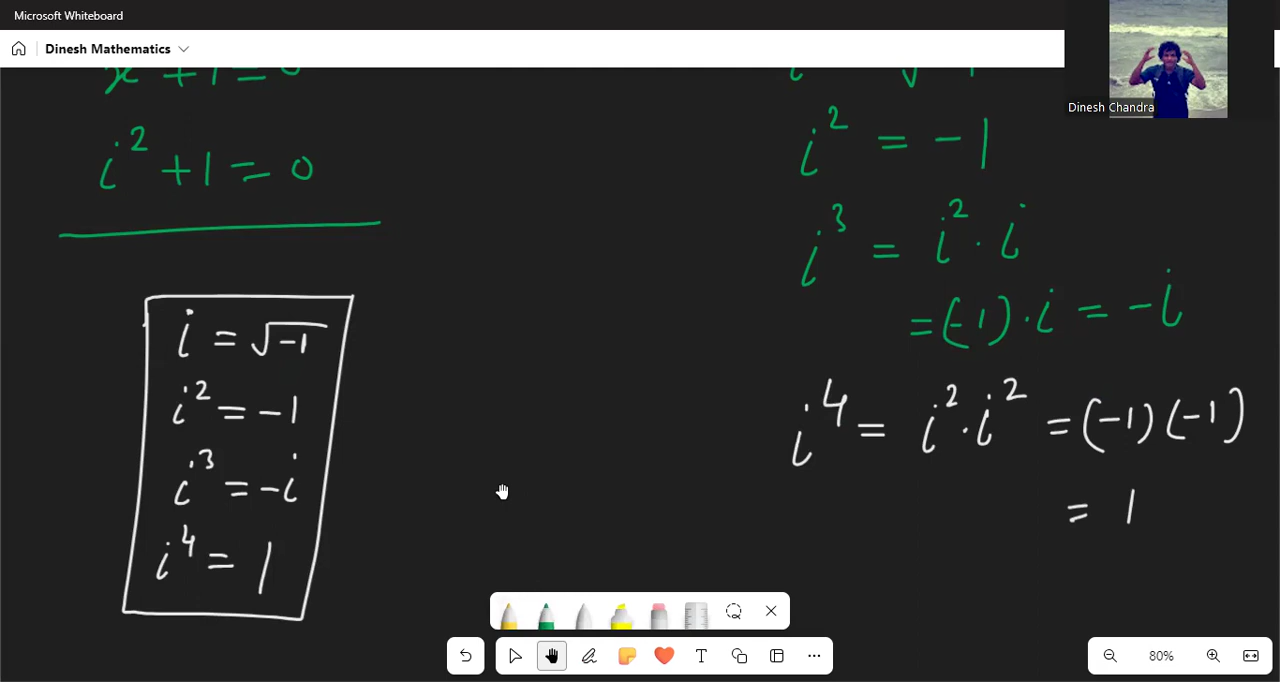 Microsoft Whiteboard
Dinesh Mathematics
Dinesh Chandra
i² + 1 = 0
i = √-1
i² = -1
i³ = -i
i⁴ = 1
i² = -1
i³ = i² · i
= (-1) · i = -i
i⁴ = i² · i² = (-1)(-1)
= 1
80%